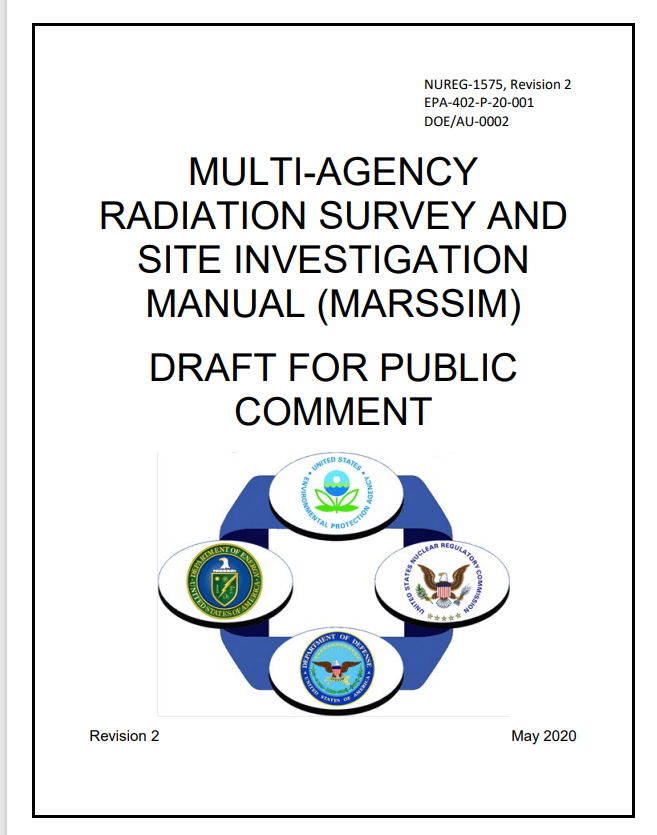 NUREG-1575, Revision 2
EPA-402-P-20-001
DOE/AU-0002
MULTI-AGENCY
RADIATION SURVEY AND
SITE INVESTIGATION
MANUAL (MARSSIM)
DRAFT FOR PUBLIC
COMMENT
UNITED STATES
ENVIRONMENTAL PROTECTION AGENCY
DEPARTMENT OF ENERGY
UNITED STATES OF AMERICA
UNITED STATES NUCLEAR REGULATORY COMMISSION
DEPARTMENT OF DEFENSE
UNITED STATES OF AMERICA
Revision 2
May 2020